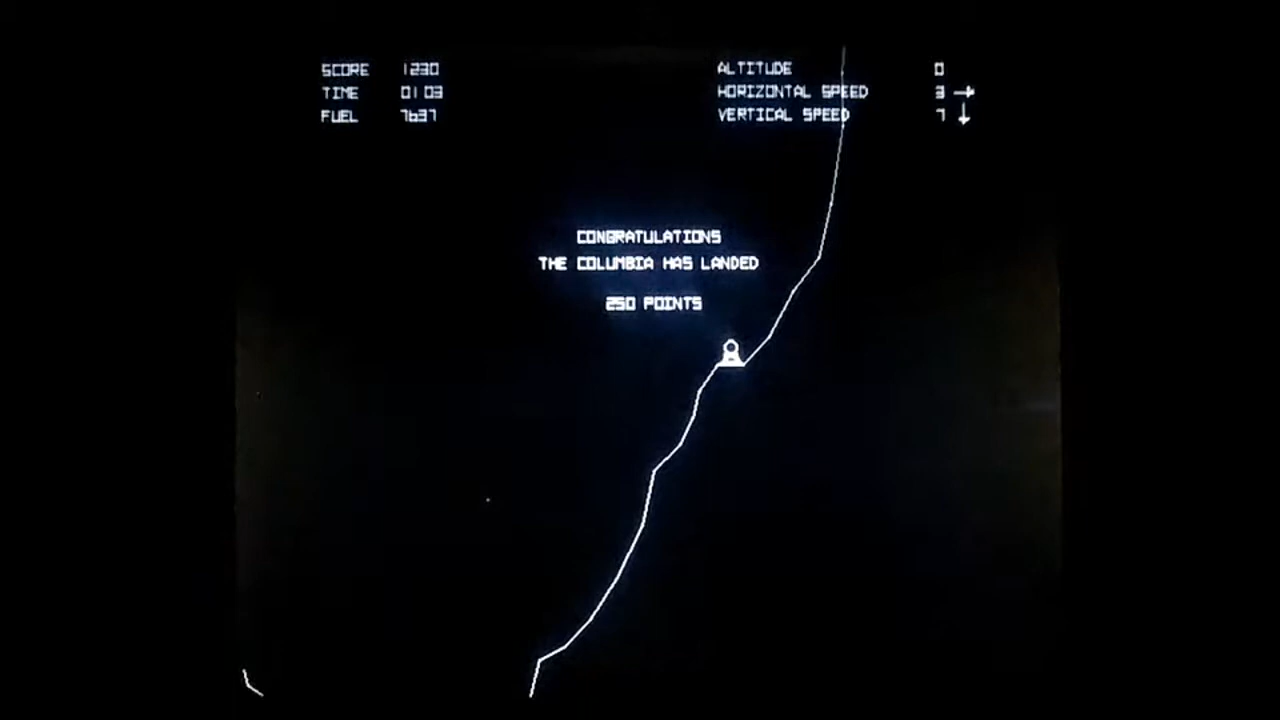 SCORE 1230
TIME 01 03
FUEL 7637
ALTITUDE 0
HORIZONTAL SPEED 3 →
VERTICAL SPEED 7 ↓
CONGRATULATIONS
THE COLUMBIA HAS LANDED
250 POINTS